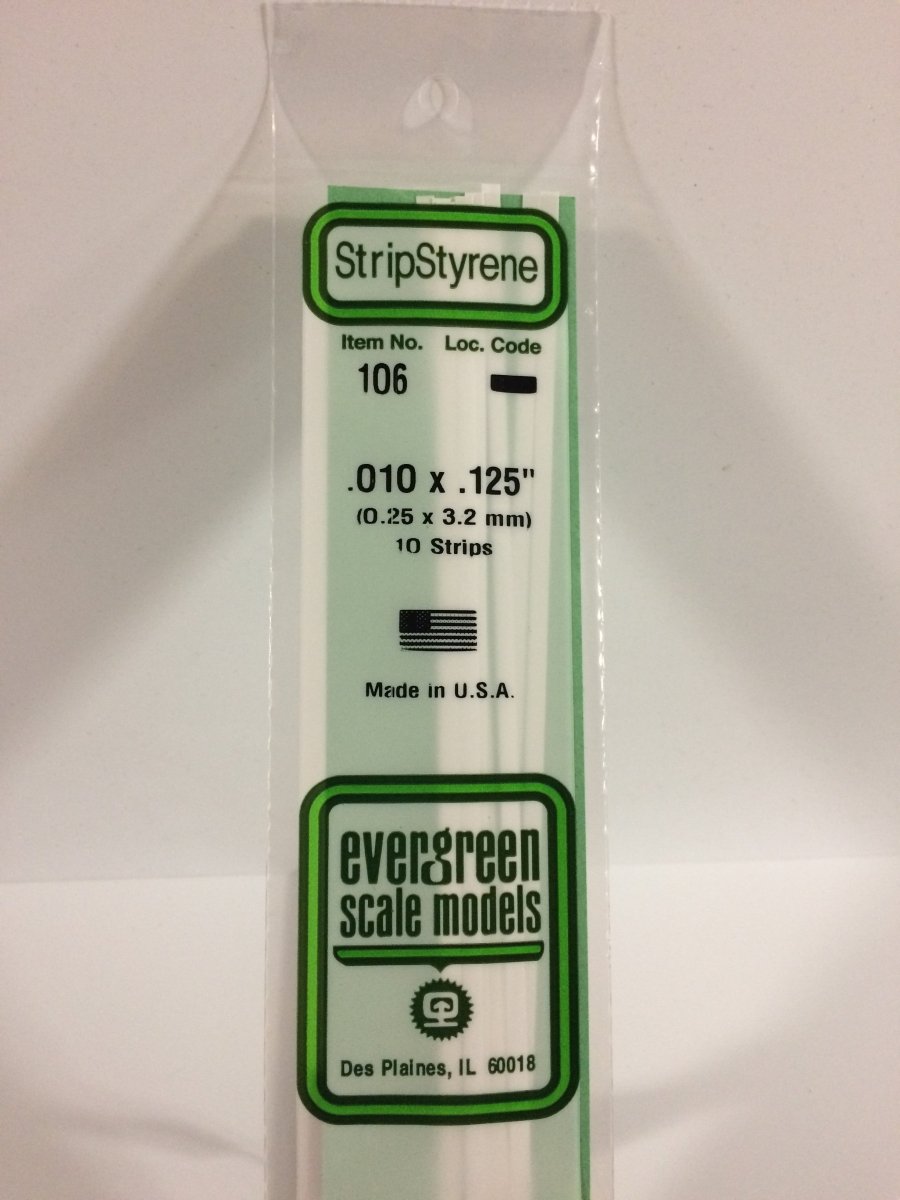 StripStyrene
Item No. Loc. Code
106
.010 x .125"
(0.25 x 3.2 mm)
10 Strips
Made in U.S.A.
evergreen
scale models
Des Plaines, IL 60018